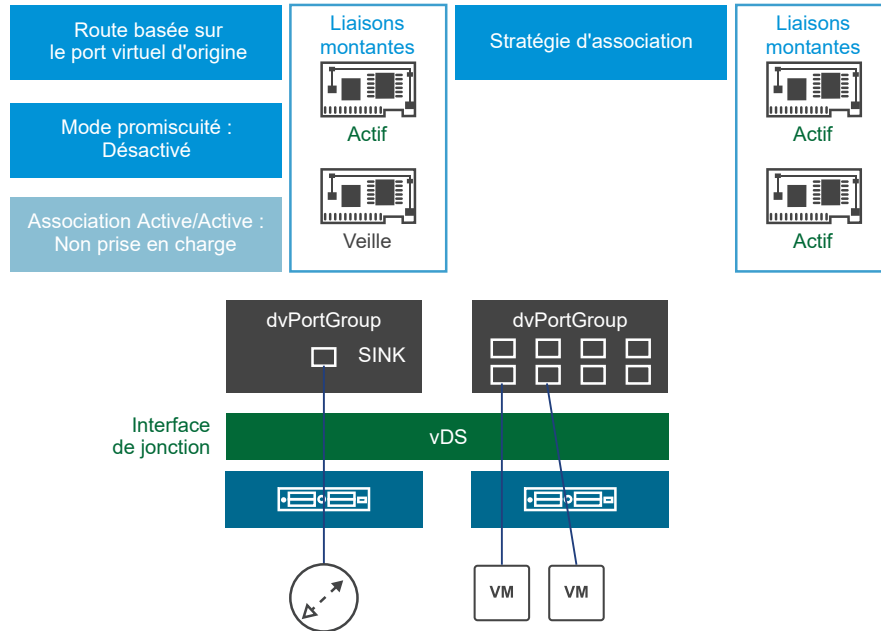 Route basée sur
le port virtuel d'origine
Mode promiscuité :
Désactivé
Association Active/Active :
Non prise en charge
Liaisons
montantes
Actif
Veille
Stratégie d'association
Liaisons
montantes
Actif
Actif
dvPortGroup
SINK
dvPortGroup
Interface
de jonction
vDS
VM
VM